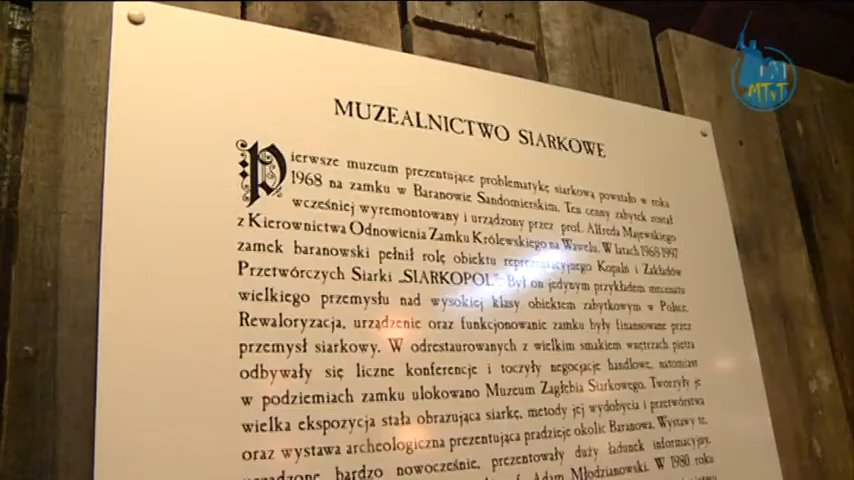 MTvT
MUZEALNICTWO SIARKOWE
Pierwsze muzeum prezentujące problematykę siarkową powstało w roku
1968 na zamku w Baranowie Sandomierskim. Ten cenny zabytek został
wcześniej wyremontowany i urządzony przez prof. Alfreda Majewskiego
z Kierownictwa Odnowienia Zamku Królewskiego na Wawelu. W latach 1968-1997
zamek baranowski pełnił rolę obiektu reprezentacyjnego Kopalń i Zakładów
Przetwórczych Siarki „SIARKOPOL”. Był on jedynym przykładem mecenatu
wielkiego przemysłu nad wysokiej klasy obiektem zabytkowym w Polsce.
Rewaloryzacja, urządzenie oraz funkcjonowanie zamku były finansowane przez
przemysł siarkowy. W odrestaurowanych z wielkim smakiem wnętrzach piętra
odbywały się liczne konferencje i toczyły negocjacje handlowe, natomiast
w podziemiach zamku ulokowano Muzeum Zagłębia Siarkowego. Tworzyły je
wielka ekspozycja stała obrazująca siarkę, metody jej wydobycia i przetwórstwa
oraz wystawa archeologiczna prezentująca pradzieje okolic Baranowa. Wystawy te,
urządzone bardzo nowocześnie, prezentowały duży ładunek informacyjny.
Adam Młodzianowski. W 1980 roku